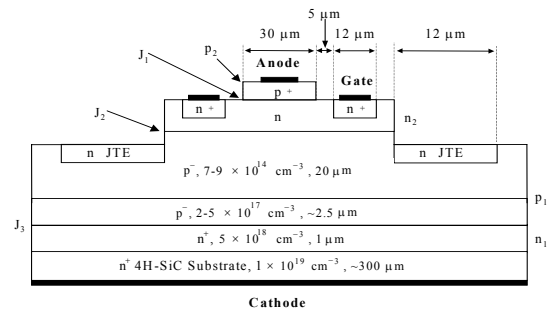 5 μm
30 μm 12 μm 12 μm
p2 Anode
J1 Gate
p+
n+ n+
n
J2 n2
n JTE n JTE
p−, 7-9 × 10^14 cm^−3, 20 μm
p1
J3 p−, 2-5 × 10^17 cm^−3, ~2.5 μm
n+, 5 × 10^18 cm^−3, 1 μm n1
n+ 4H-SiC Substrate, 1 × 10^19 cm^−3, ~300 μm
Cathode